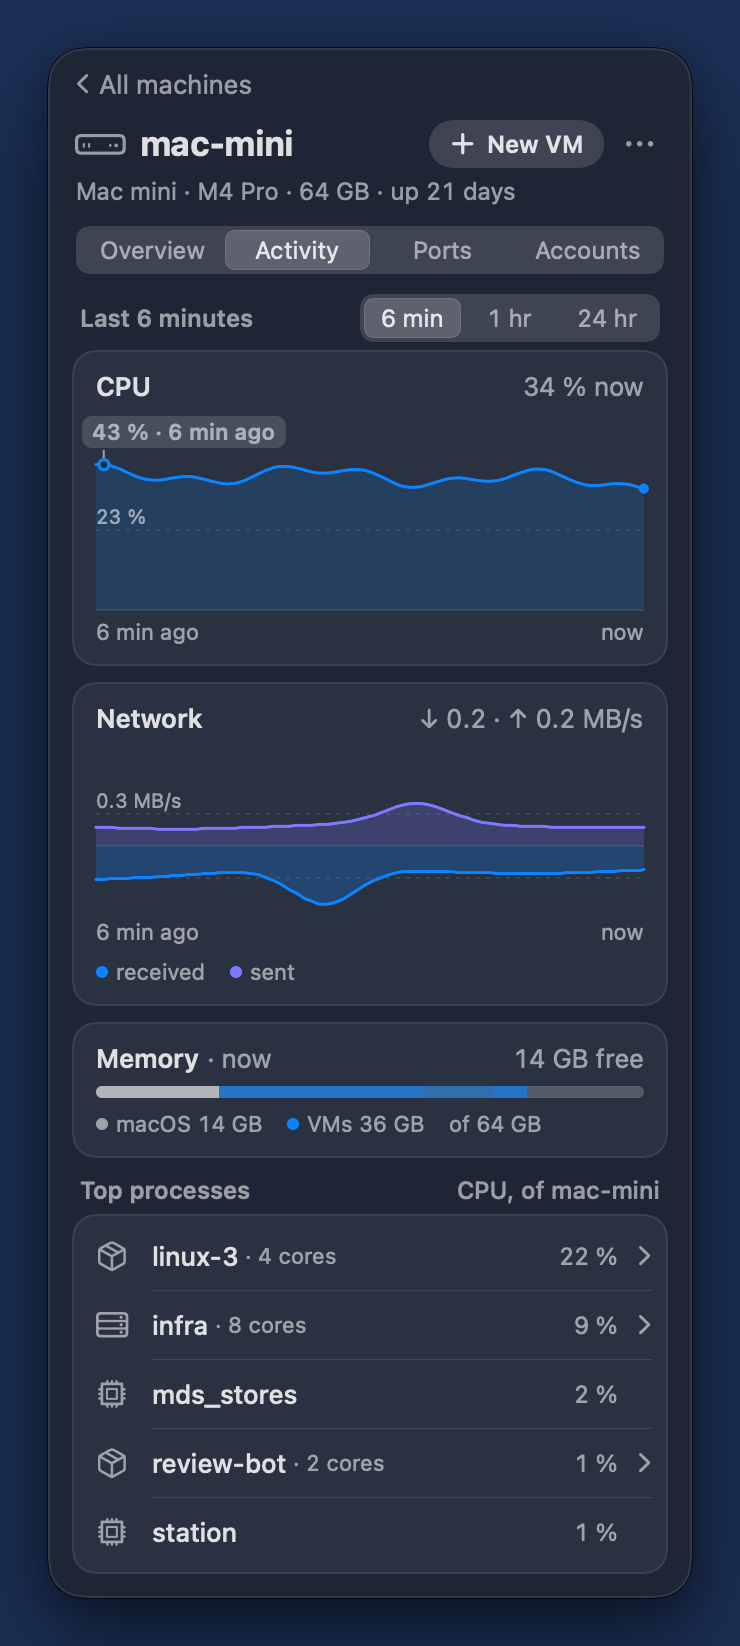 All machines
mac-mini
New VM
Mac mini · M4 Pro · 64 GB · up 21 days
Overview Activity Ports Accounts
Last 6 minutes 6 min 1 hr 24 hr
CPU 34 % now
43 % · 6 min ago
23 %
6 min ago now
Network ↓ 0.2 · ↑ 0.2 MB/s
0.3 MB/s
6 min ago now
received sent
Memory · now 14 GB free
macOS 14 GB VMs 36 GB of 64 GB
Top processes CPU, of mac-mini
linux-3 · 4 cores 22 %
infra · 8 cores 9 %
mds_stores 2 %
review-bot · 2 cores 1 %
station 1 %